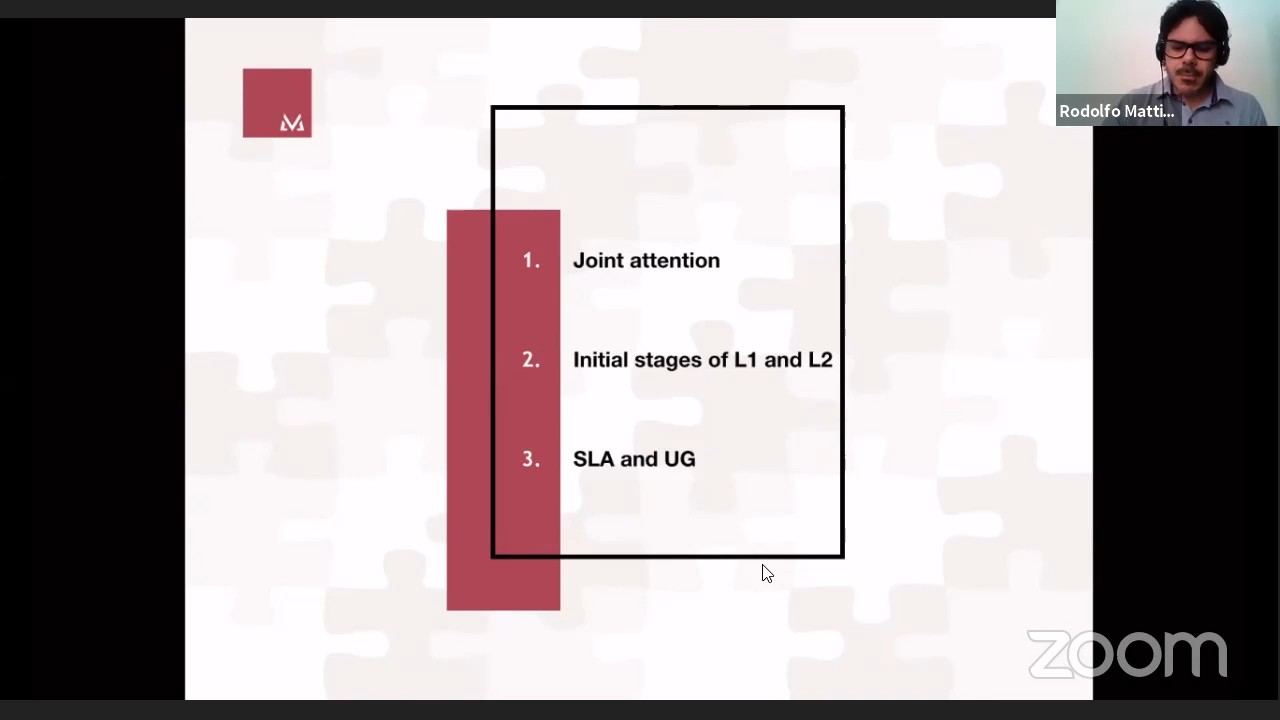 Rodolfo Matti...
1. Joint attention
2. Initial stages of L1 and L2
3. SLA and UG
zoom